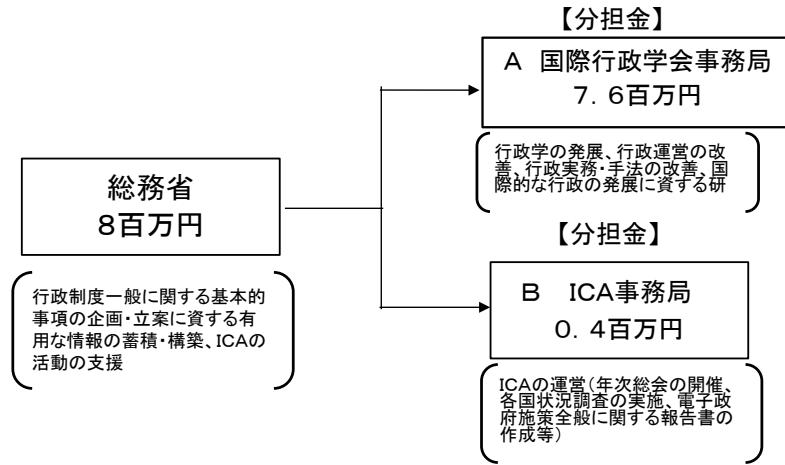 【分担金】
A 国際行政学会事務局
7.6百万円
行政学の発展、行政運営の改
善、行政実務・手法の改善、国
際的な行政の発展に資する研
総務省
8百万円
行政制度一般に関する基本的
事項の企画・立案に資する有
用な情報の蓄積・構築、ICAの
活動の支援
【分担金】
B ICA事務局
0.4百万円
ICAの運営(年次総会の開催、
各国状況調査の実施、電子政
府施策全般に関する報告書の
作成等)